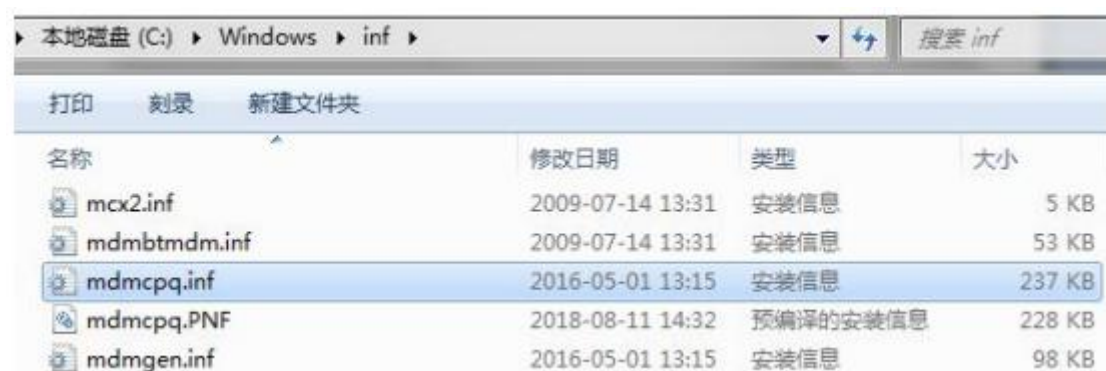 本地磁盘 (C:) ▸ Windows ▸ inf ▸ 搜索 inf
打印 刻录 新建文件夹
名称 修改日期 类型 大小
mcx2.inf 2009-07-14 13:31 安装信息 5 KB
mdmbtmdm.inf 2009-07-14 13:31 安装信息 53 KB
mdmcpq.inf 2016-05-01 13:15 安装信息 237 KB
mdmcpq.PNF 2018-08-11 14:32 预编译的安装信息 228 KB
mdmgen.inf 2016-05-01 13:15 安装信息 98 KB